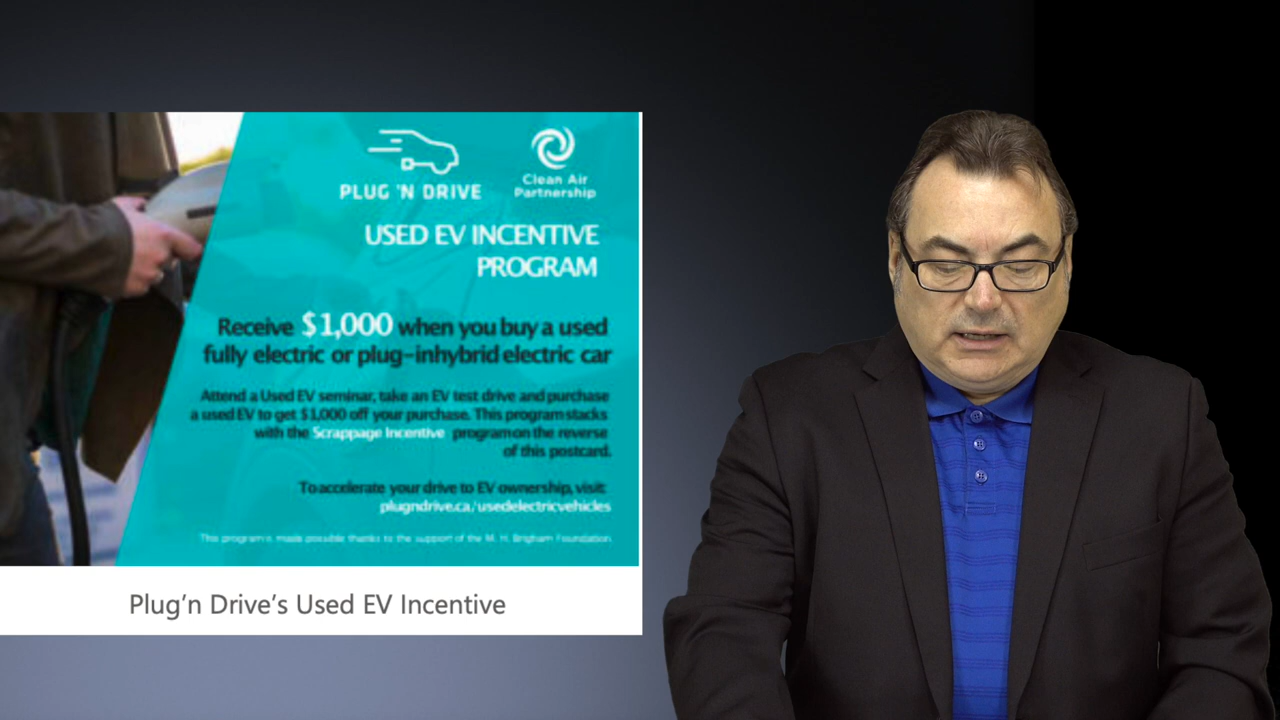 PLUG 'N DRIVE
Clean Air
Partnership
USED EV INCENTIVE
PROGRAM
Receive $1,000 when you buy a used
fully electric or plug-inhybrid electric car
Attend a Used EV seminar, take an EV test drive and purchase
a used EV to get $1,000 off your purchase. This program stacks
with the Scrappage Incentive program on the reverse
of this postcard.
To accelerate your drive to EV ownership, visit:
plugndrive.ca/usedelectricvehicles
This program is made possible thanks to the support of the M. H. Brigham Foundation.
Plug'n Drive's Used EV Incentive